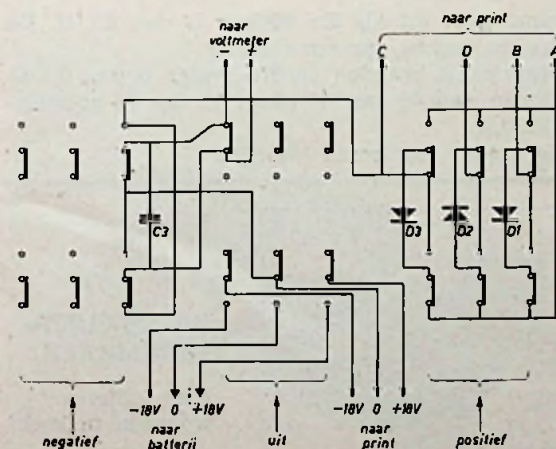 naar
voltmeter
− +
naar print
C D B A
C3
D3 D2 D1
−18V 0 +18V
−18V 0 +18V
naar
batterij
naar
print
negatief
uit
positief